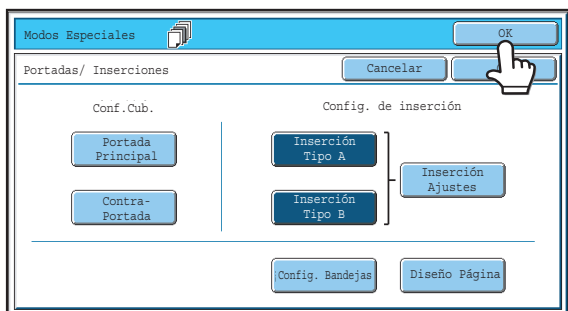 Modos Especiales
OK
Portadas/ Inserciones
Cancelar
Conf.Cub.
Config. de inserción
Portada
Principal
Inserción
Tipo A
Inserción
Ajustes
Contra-
Portada
Inserción
Tipo B
Config. Bandejas
Diseño Página